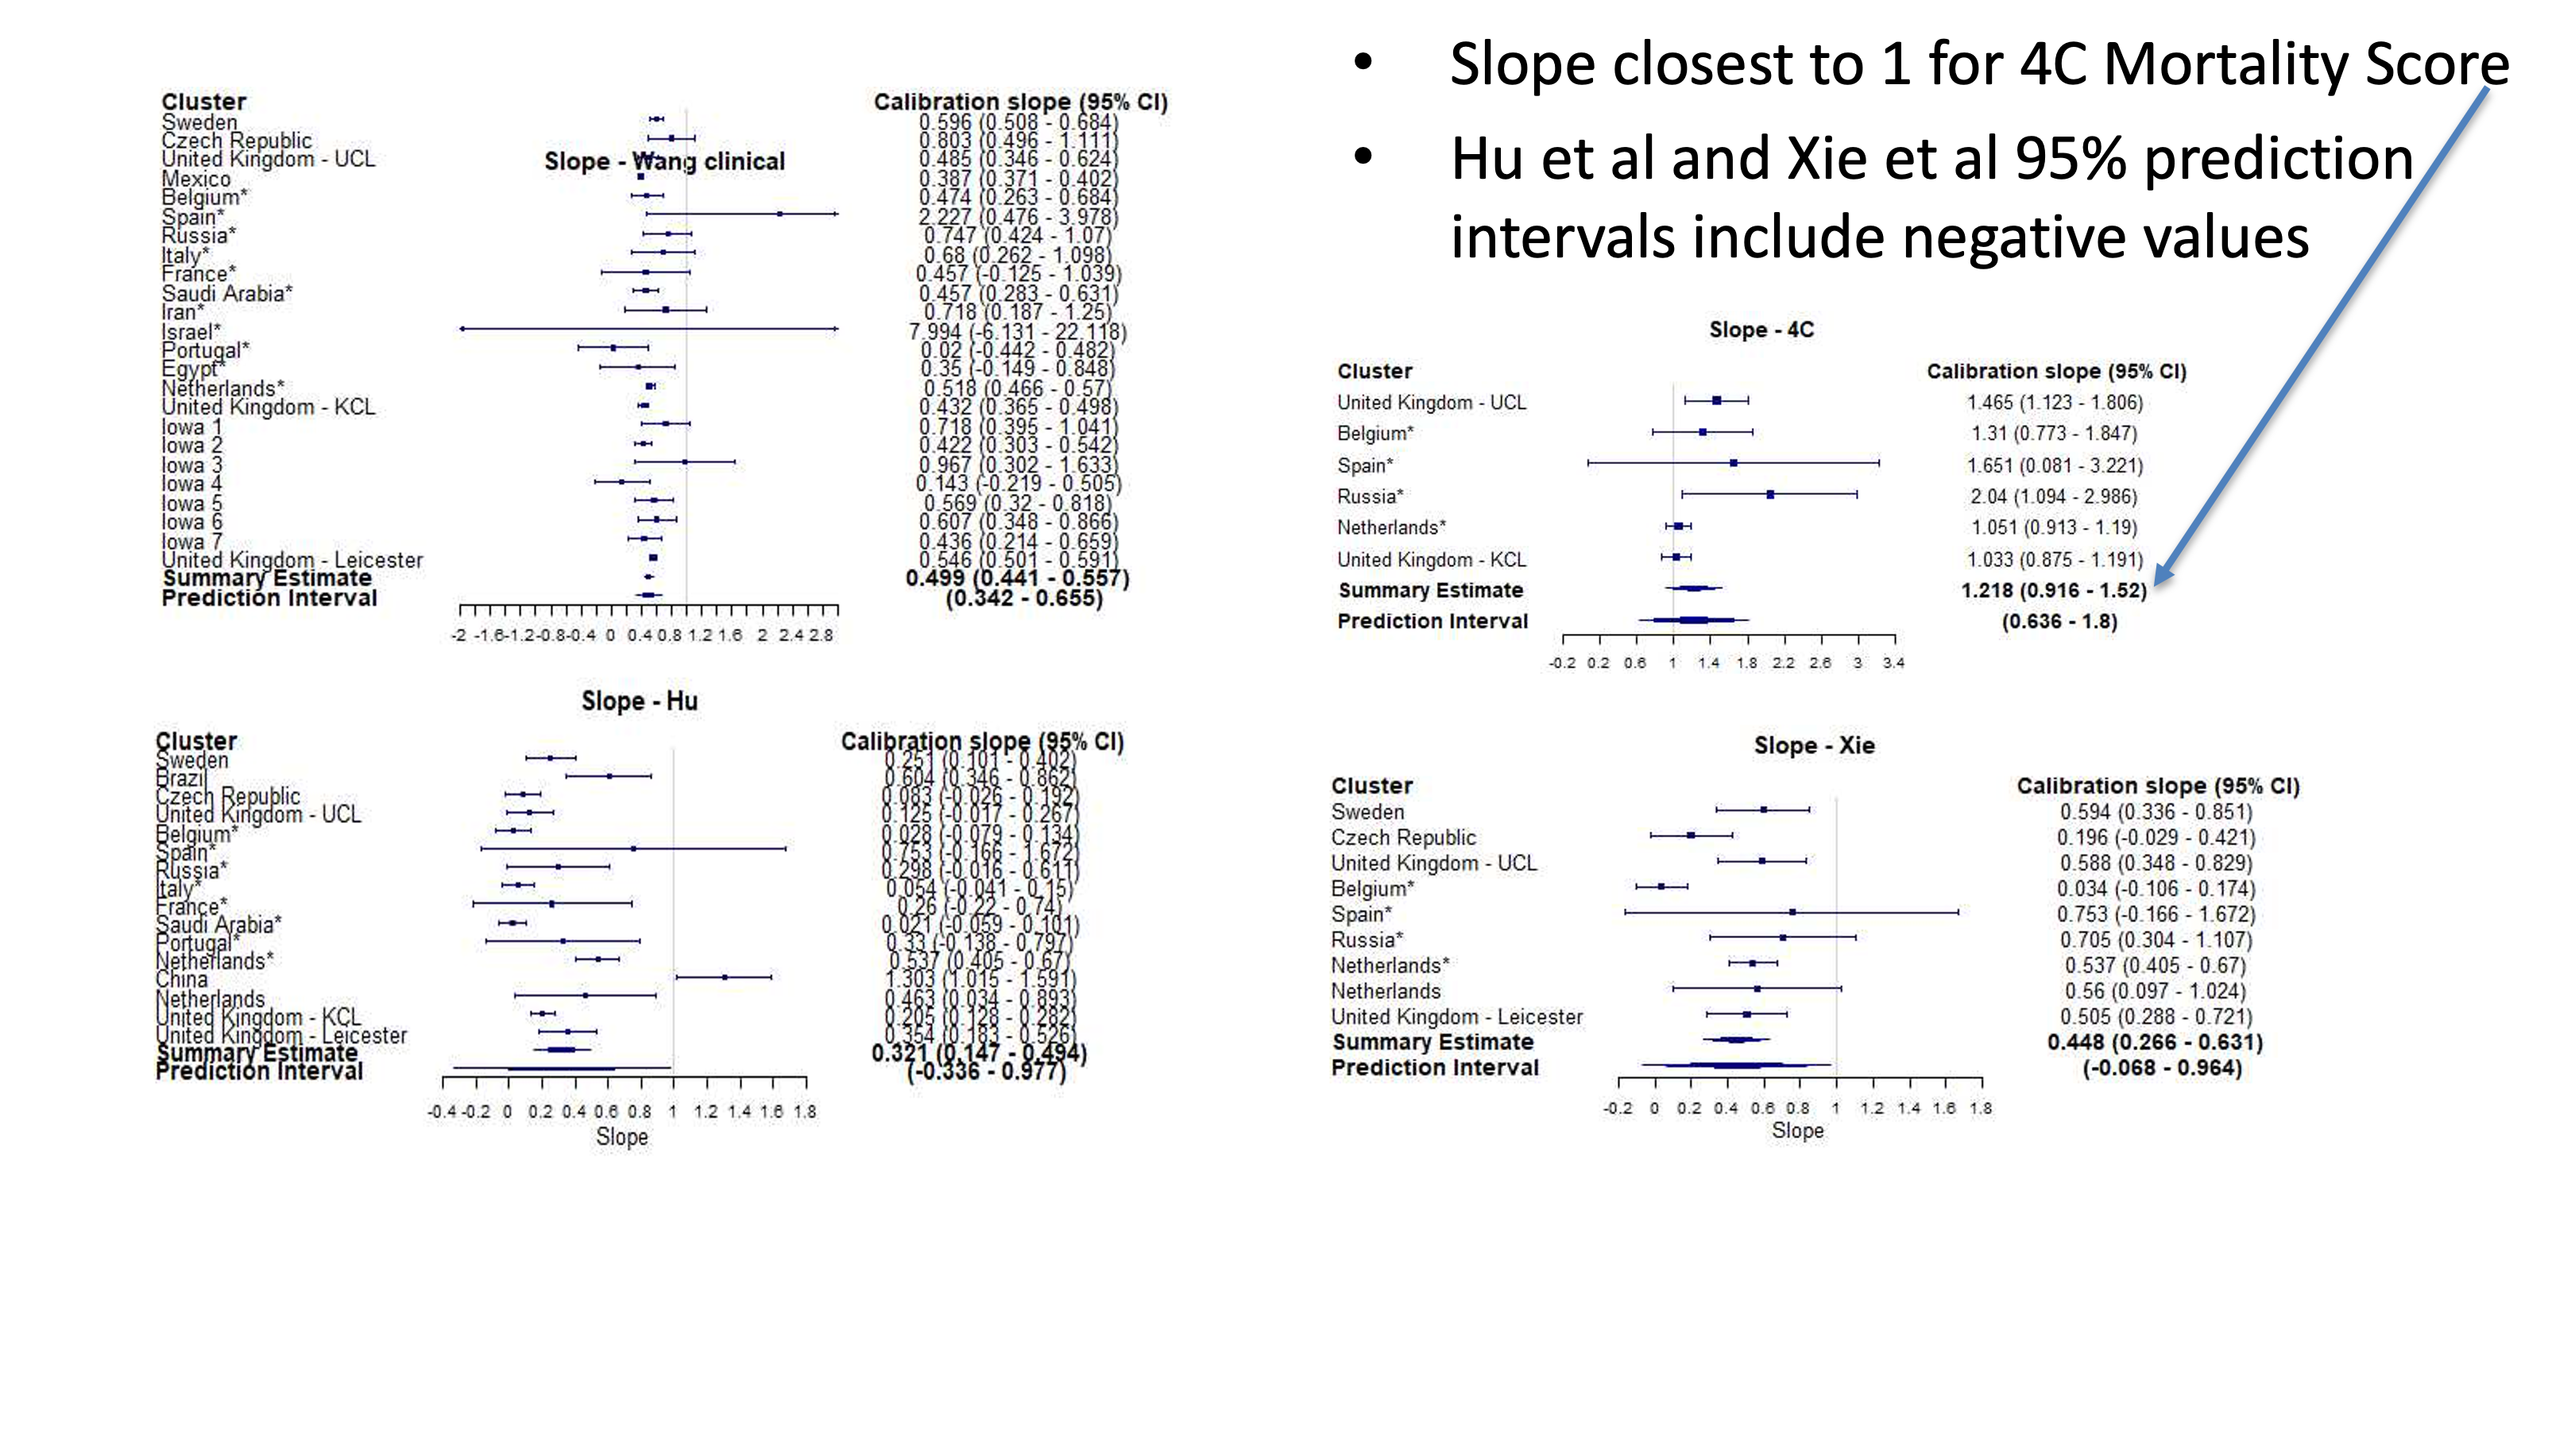 • Slope closest to 1 for 4C Mortality Score
• Hu et al and Xie et al 95% prediction
intervals include negative values
Slope - Wang clinical
Cluster Calibration slope (95% CI)
Sweden 0.596 (0.508 - 0.684)
Czech Republic 0.803 (0.496 - 1.111)
United Kingdom - UCL 0.485 (0.346 - 0.624)
Mexico 0.387 (0.371 - 0.402)
Belgium* 0.474 (0.263 - 0.684)
Spain* 2.227 (0.476 - 3.978)
Russia* 0.747 (0.424 - 1.07)
Italy* 0.68 (0.262 - 1.098)
France* 0.457 (-0.125 - 1.039)
Saudi Arabia* 0.457 (0.283 - 0.631)
Iran* 0.718 (0.187 - 1.25)
Israel* 7.994 (-6.131 - 22.118)
Portugal* 0.02 (-0.442 - 0.482)
Egypt* 0.35 (-0.149 - 0.848)
Netherlands* 0.518 (0.466 - 0.57)
United Kingdom - KCL 0.432 (0.365 - 0.498)
Iowa 1 0.718 (0.395 - 1.041)
Iowa 2 0.422 (0.303 - 0.542)
Iowa 3 0.967 (0.302 - 1.633)
Iowa 4 0.143 (-0.219 - 0.505)
Iowa 5 0.569 (0.32 - 0.818)
Iowa 6 0.607 (0.348 - 0.866)
Iowa 7 0.436 (0.214 - 0.659)
United Kingdom - Leicester 0.546 (0.501 - 0.591)
Summary Estimate 0.499 (0.441 - 0.557)
Prediction Interval (0.342 - 0.655)
-2 -1.6 -1.2 -0.8 -0.4 0 0.4 0.8 1.2 1.6 2 2.4 2.8
Slope - 4C
Cluster Calibration slope (95% CI)
United Kingdom - UCL 1.465 (1.123 - 1.806)
Belgium* 1.31 (0.773 - 1.847)
Spain* 1.651 (0.081 - 3.221)
Russia* 2.04 (1.094 - 2.986)
Netherlands* 1.051 (0.913 - 1.19)
United Kingdom - KCL 1.033 (0.875 - 1.191)
Summary Estimate 1.218 (0.916 - 1.52)
Prediction Interval (0.636 - 1.8)
-0.2 0.2 0.6 1 1.4 1.8 2.2 2.6 3 3.4
Slope - Hu
Cluster Calibration slope (95% CI)
Sweden 0.251 (0.101 - 0.402)
Brazil 0.604 (0.346 - 0.862)
Czech Republic 0.083 (-0.026 - 0.192)
United Kingdom - UCL 0.125 (-0.017 - 0.267)
Belgium* 0.028 (-0.079 - 0.134)
Spain* 0.753 (-0.166 - 1.672)
Russia* 0.298 (-0.016 - 0.611)
Italy* 0.054 (-0.041 - 0.15)
France* 0.26 (-0.22 - 0.74)
Saudi Arabia* 0.021 (-0.059 - 0.101)
Portugal* 0.33 (-0.138 - 0.797)
Netherlands* 0.537 (0.405 - 0.67)
China 1.303 (1.015 - 1.591)
Netherlands 0.463 (0.034 - 0.893)
United Kingdom - KCL 0.205 (0.128 - 0.282)
United Kingdom - Leicester 0.354 (0.183 - 0.526)
Summary Estimate 0.321 (0.147 - 0.494)
Prediction Interval (-0.336 - 0.977)
-0.4 -0.2 0 0.2 0.4 0.6 0.8 1 1.2 1.4 1.6 1.8
Slope
Slope - Xie
Cluster Calibration slope (95% CI)
Sweden 0.594 (0.336 - 0.851)
Czech Republic 0.196 (-0.029 - 0.421)
United Kingdom - UCL 0.588 (0.348 - 0.829)
Belgium* 0.034 (-0.106 - 0.174)
Spain* 0.753 (-0.166 - 1.672)
Russia* 0.705 (0.304 - 1.107)
Netherlands* 0.537 (0.405 - 0.67)
Netherlands 0.56 (0.097 - 1.024)
United Kingdom - Leicester 0.505 (0.288 - 0.721)
Summary Estimate 0.448 (0.266 - 0.631)
Prediction Interval (-0.068 - 0.964)
-0.2 0 0.2 0.4 0.6 0.8 1 1.2 1.4 1.6 1.8
Slope